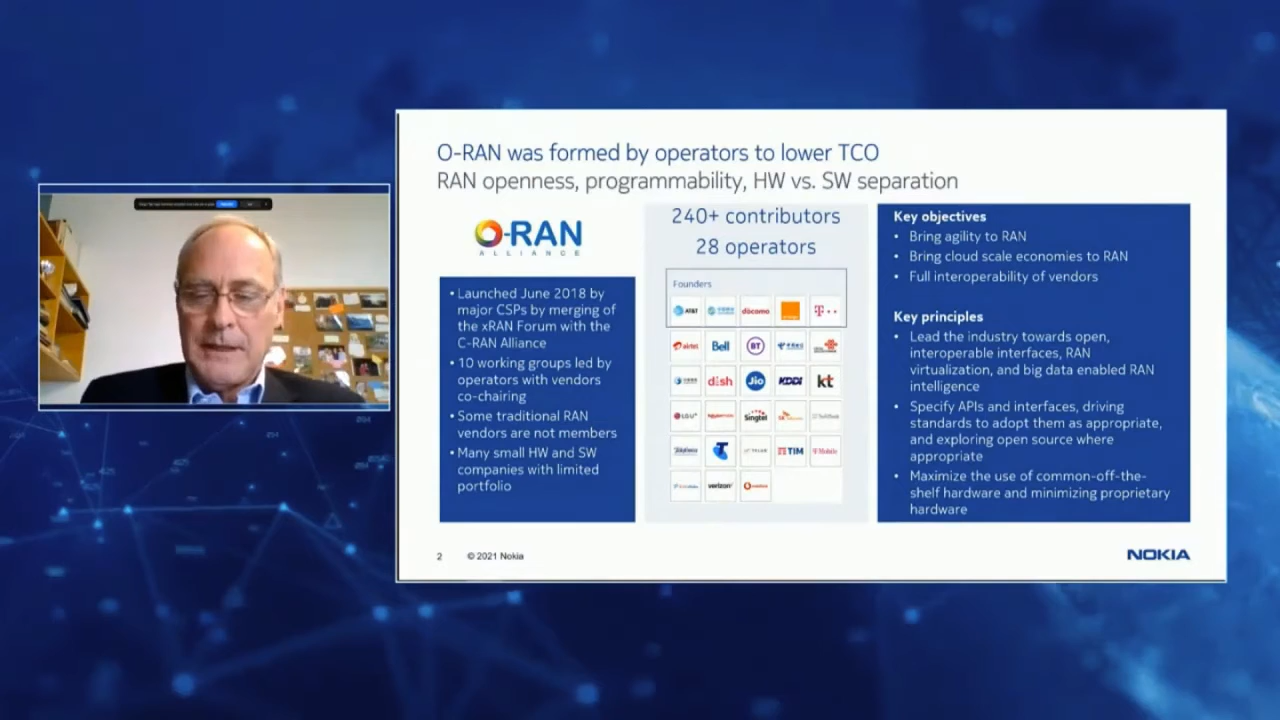 O-RAN was formed by operators to lower TCO
RAN openness, programmability, HW vs. SW separation
O-RAN
ALLIANCE
• Launched June 2018 by
major CSPs by merging of
the xRAN Forum with the
C-RAN Alliance
• 10 working groups led by
operators with vendors
co-chairing
• Some traditional RAN
vendors are not members
• Many small HW and SW
companies with limited
portfolio
240+ contributors
28 operators
Founders
AT&T
döcomo
orange
T
airtel
Bell
BT
dish
Jio
KDDI
kt
LG U+
Singtel
TIM
T Mobile
verizon
vodafone
Key objectives
• Bring agility to RAN
• Bring cloud scale economies to RAN
• Full interoperability of vendors
Key principles
• Lead the industry towards open,
interoperable interfaces, RAN
virtualization, and big data enabled RAN
intelligence
• Specify APIs and interfaces, driving
standards to adopt them as appropriate,
and exploring open source where
appropriate
• Maximize the use of common-off-the-
shelf hardware and minimizing proprietary
hardware
2 © 2021 Nokia
NOKIA